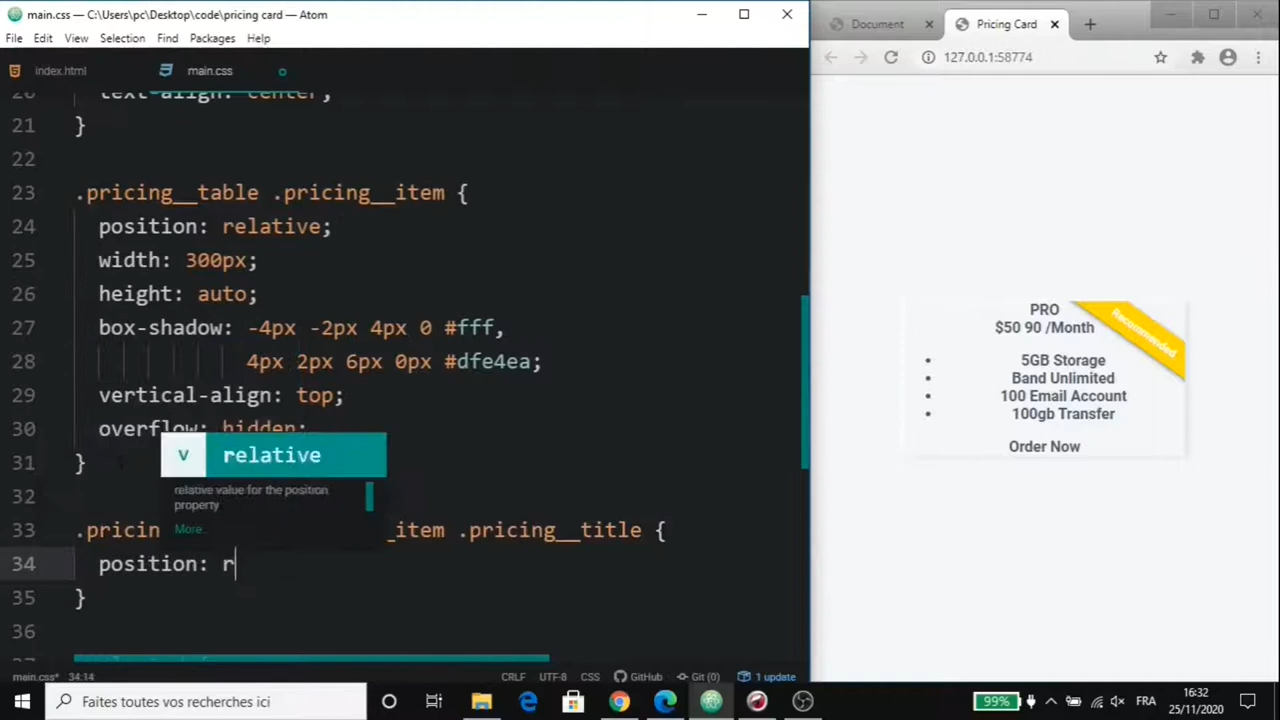 main.css — C:\Users\pc\Desktop\code\pricing card — Atom
File Edit View Selection Find Packages Help
index.html main.css
20 text-align: center;
21 }
22
23 .pricing__table .pricing__item {
24 position: relative;
25 width: 300px;
26 height: auto;
27 box-shadow: -4px -2px 4px 0 #fff,
28 4px 2px 6px 0px #dfe4ea;
29 vertical-align: top;
30 overflow: hidden;
31 }
32
33 .pricin _item .pricing__title {
34 position: r
35 }
36
v relative
relative value for the position
property
More..
main.css* 34:14 CRLF UTF-8 CSS GitHub Git (0) 1 update
Document Pricing Card
127.0.0.1:58774
PRO
$50 90 /Month
Recommended
5GB Storage
Band Unlimited
100 Email Account
100gb Transfer
Order Now
Faites toutes vos recherches ici
99% FRA 16:32
25/11/2020